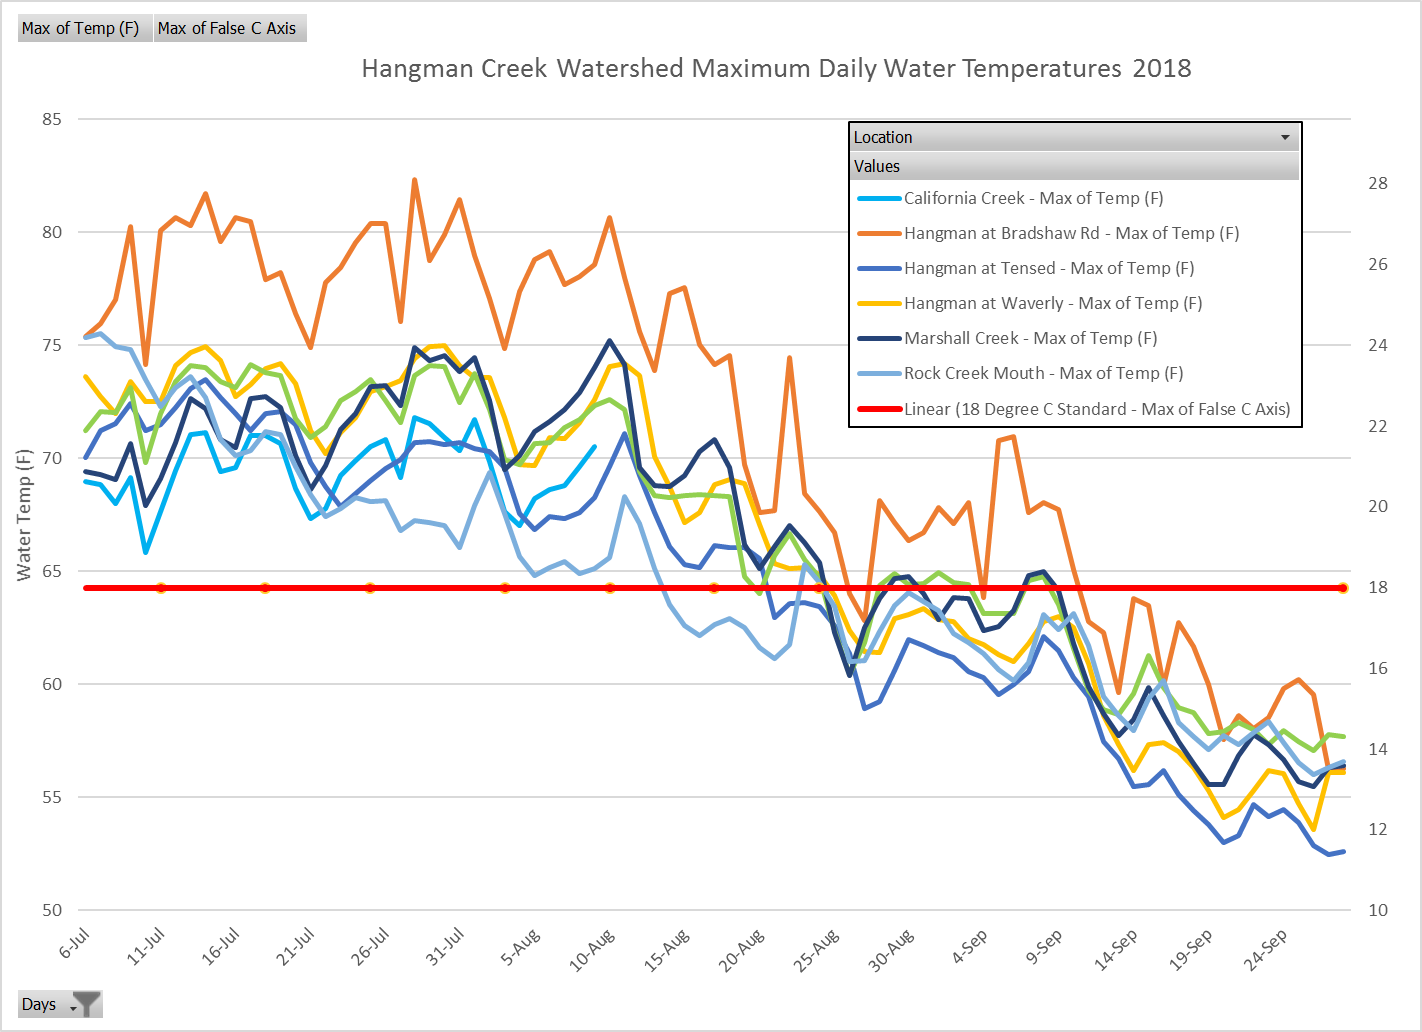 Max of Temp (F) Max of False C Axis
Hangman Creek Watershed Maximum Daily Water Temperatures 2018
Location
Values
California Creek - Max of Temp (F)
Hangman at Bradshaw Rd - Max of Temp (F)
Hangman at Tensed - Max of Temp (F)
Hangman at Waverly - Max of Temp (F)
Marshall Creek - Max of Temp (F)
Rock Creek Mouth - Max of Temp (F)
Linear (18 Degree C Standard - Max of False C Axis)
Water Temp (F)
85
80
75
70
65
60
55
50
28
26
24
22
20
18
16
14
12
10
6-Jul
11-Jul
16-Jul
21-Jul
26-Jul
31-Jul
5-Aug
10-Aug
15-Aug
20-Aug
25-Aug
30-Aug
4-Sep
9-Sep
14-Sep
19-Sep
24-Sep
Days